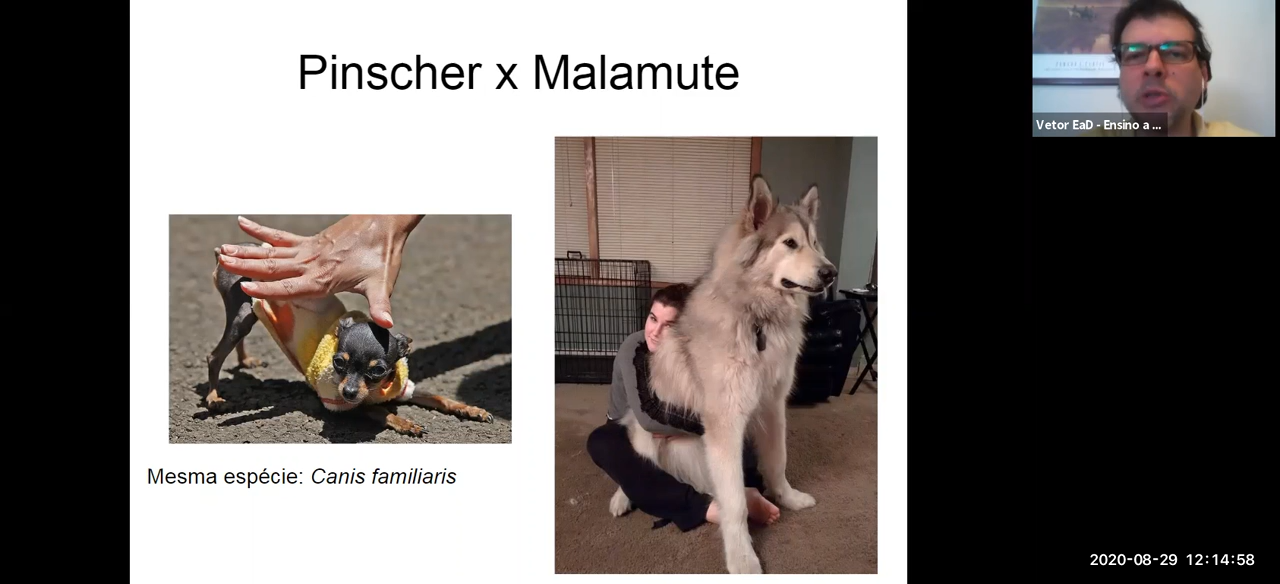 Pinscher x Malamute
Vetor EaD - Ensino a ...
Mesma espécie: Canis familiaris
2020-08-29 12:14:58